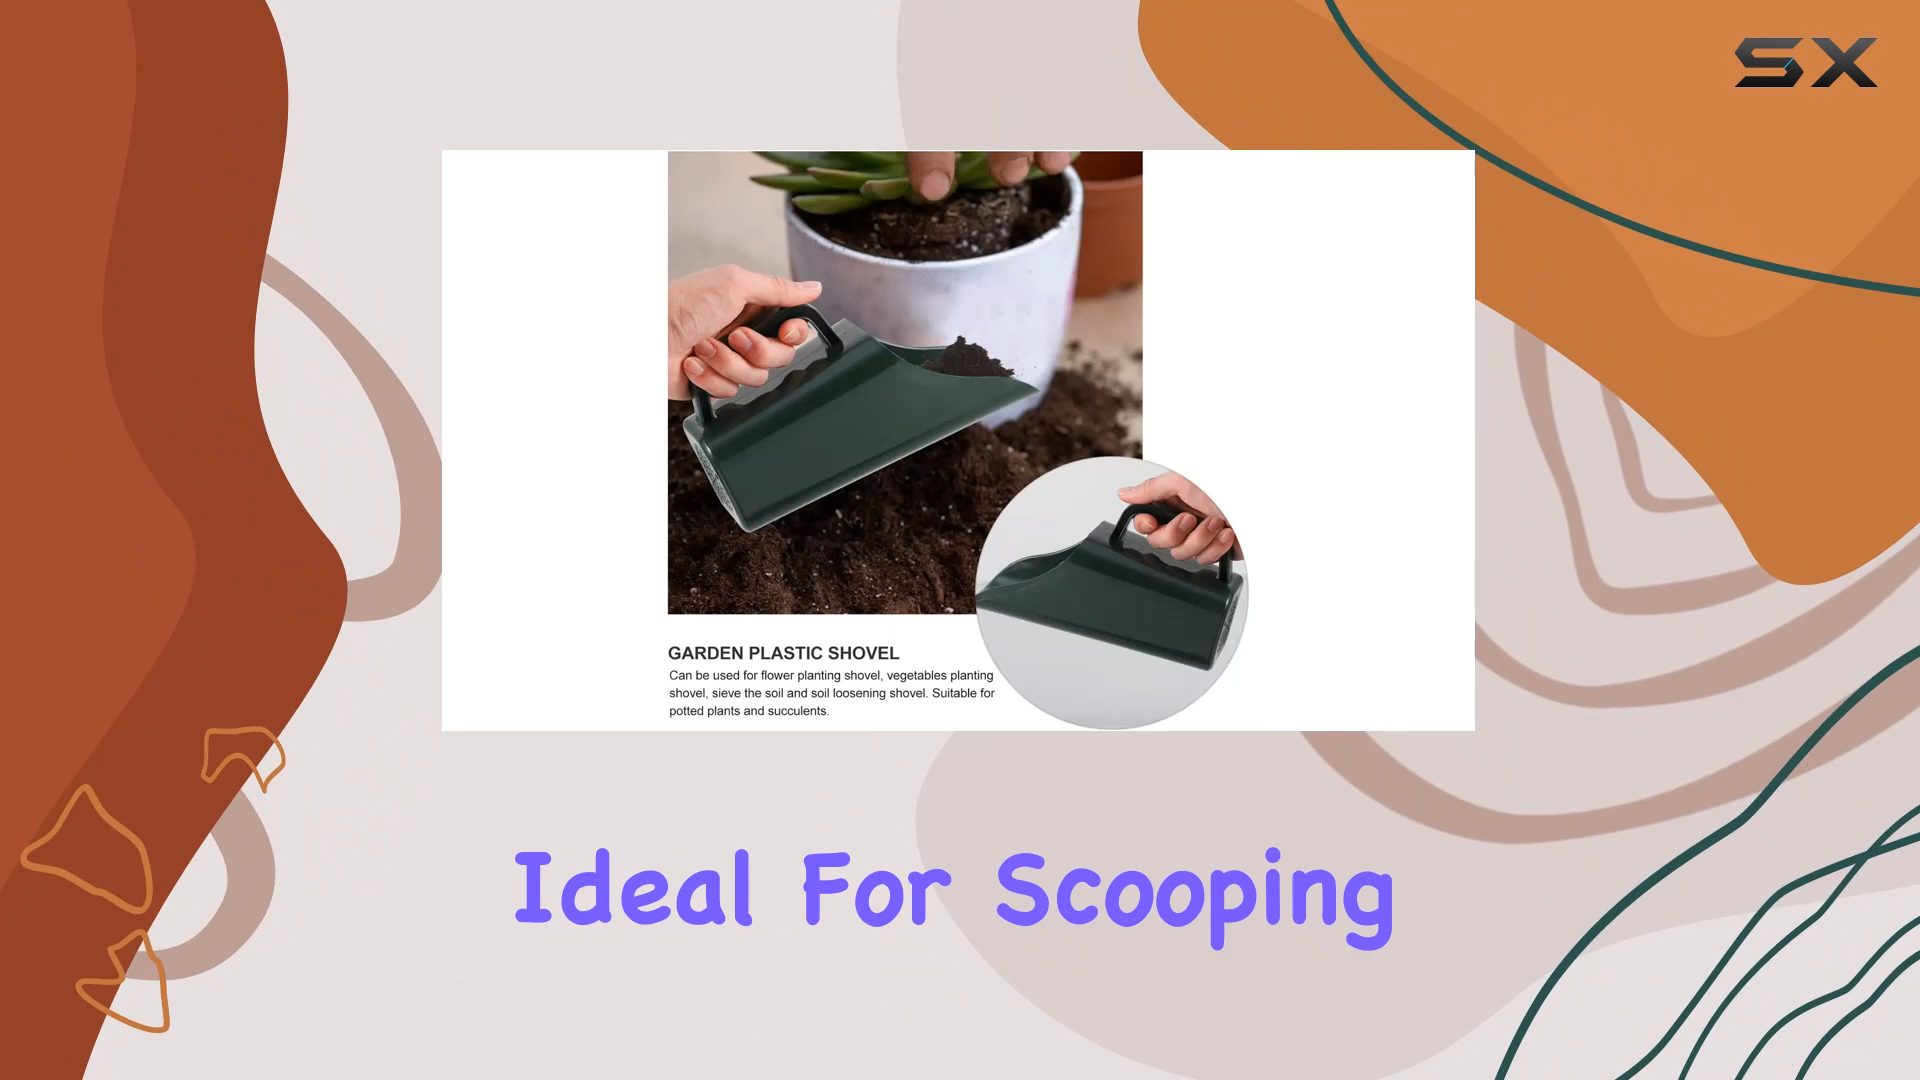 SX
GARDEN PLASTIC SHOVEL
Can be used for flower planting shovel, vegetables planting
shovel, sieve the soil and soil loosening shovel. Suitable for
potted plants and succulents.
Ideal For Scooping